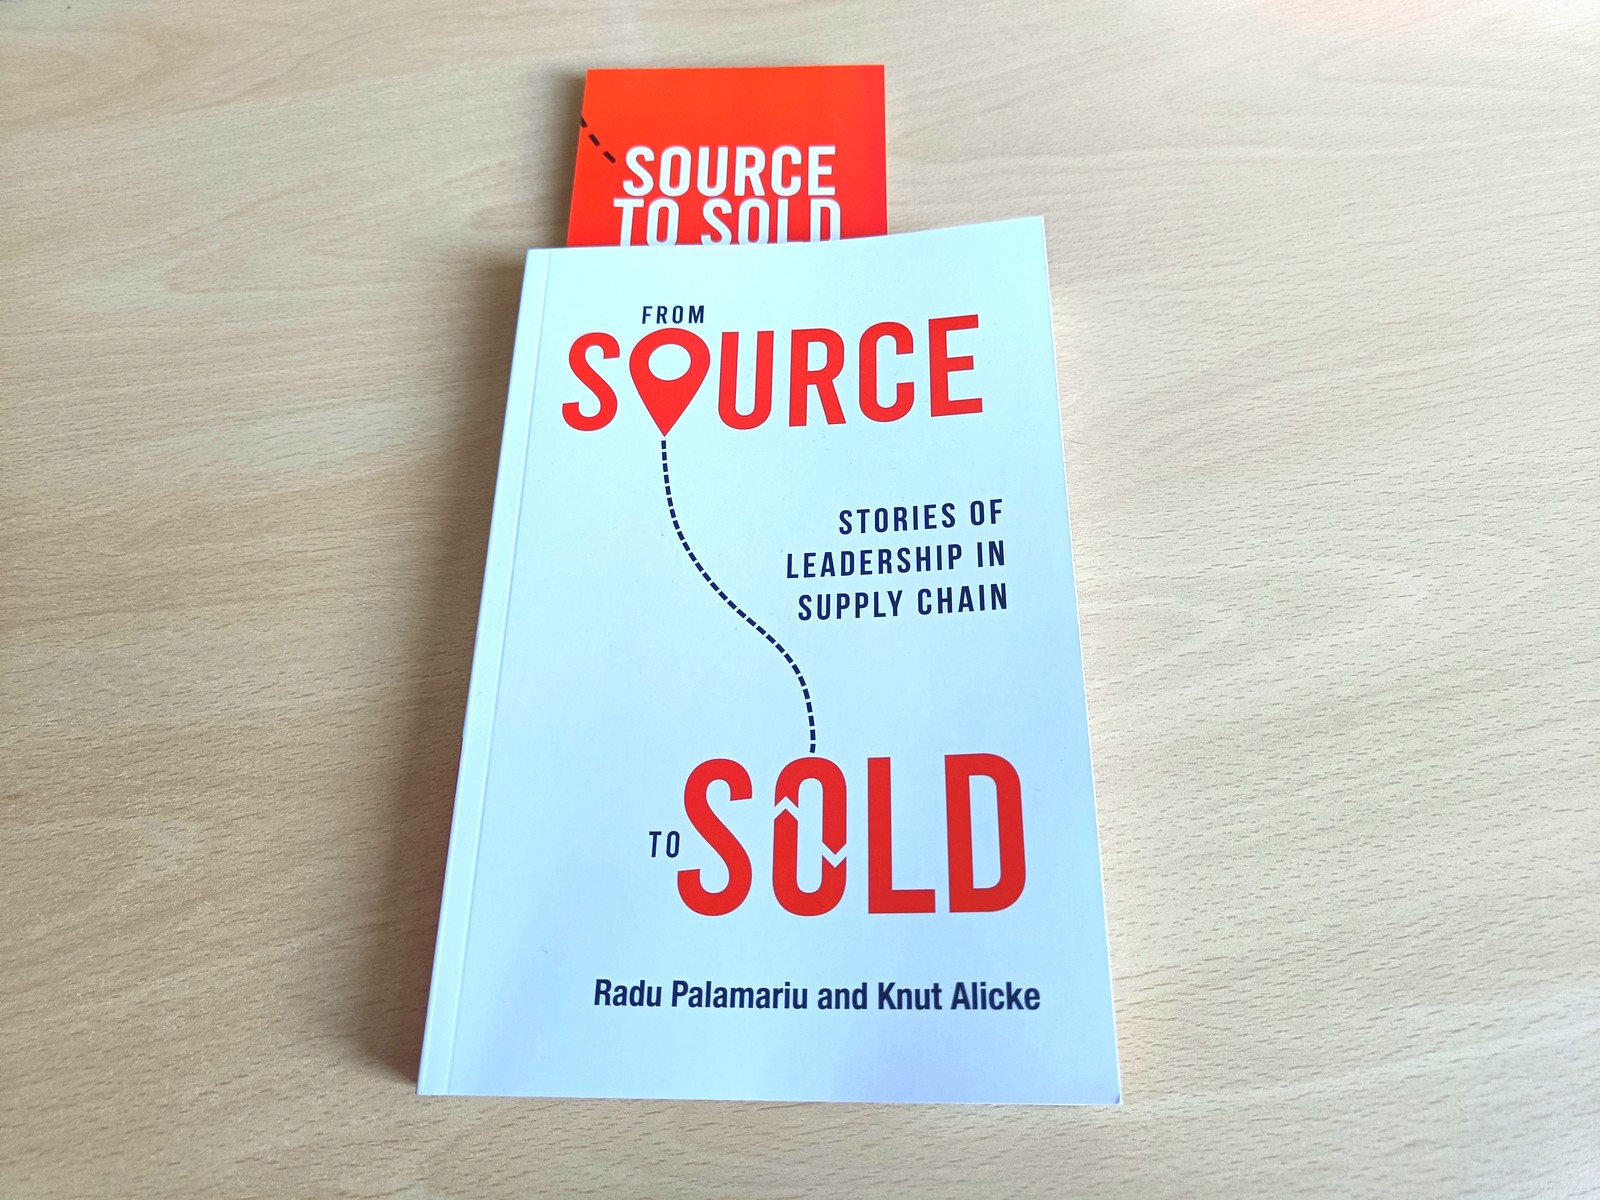 SOURCE
TO SOLD
FROM
SOURCE
STORIES OF
LEADERSHIP IN
SUPPLY CHAIN
TO SOLD
Radu Palamariu and Knut Alicke